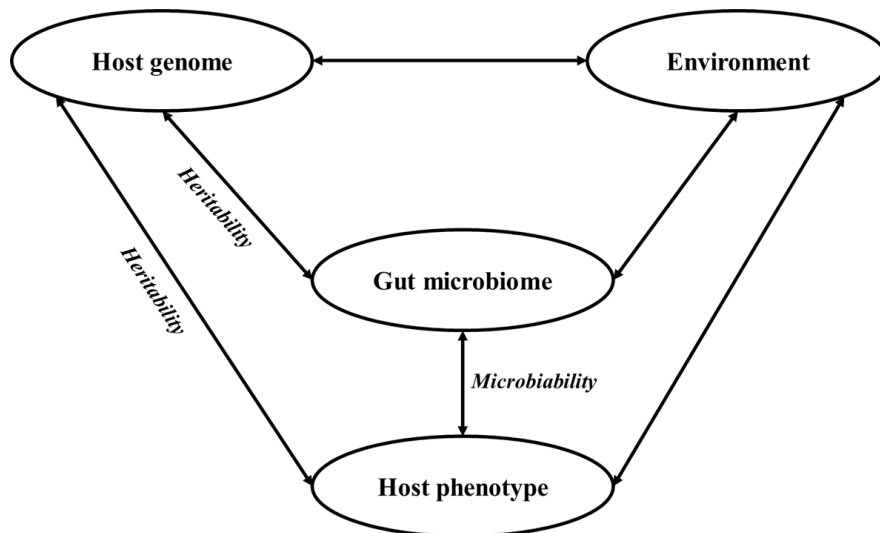 Host genome
Environment
Heritability
Heritability
Gut microbiome
Microbiability
Host phenotype